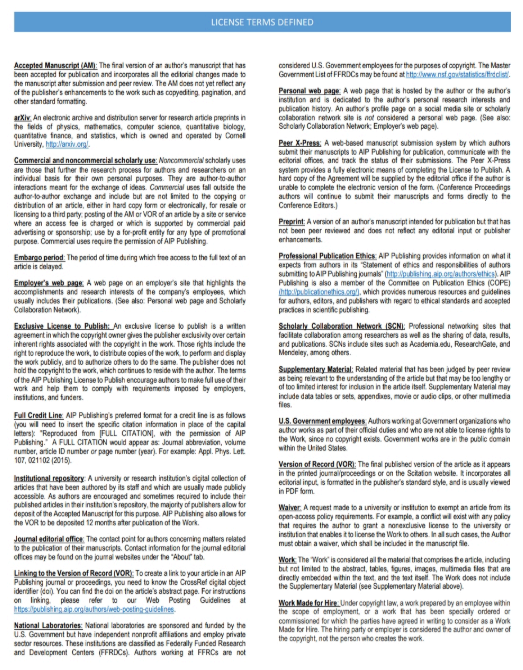 LICENSE TERMS DEFINED
Accepted Manuscript (AM): The final version of an author's manuscript that has
been accepted for publication and incorporates all the editorial changes made to
the manuscript after submission and peer review. The AM does not yet reflect any
of the publisher's enhancements to the work such as copyediting, pagination, and
other standard formatting.
arXiv: An electronic archive and distribution server for research article preprints in
the fields of physics, mathematics, computer science, quantitative biology,
quantitative finance, and statistics, which is owned and operated by Cornell
University, http://arxiv.org/.
Commercial and noncommercial scholarly use: Noncommercial scholarly uses
are those that further the research process for authors and researchers on an
individual basis for their own personal purposes. They are author-to-author
interactions meant for the exchange of ideas. Commercial uses fall outside the
author-to-author exchange and include but are not limited to the copying or
distribution of an article, either in hard copy form or electronically, for resale or
licensing to a third party; posting of the AM or VOR of an article by a site or service
where an access fee is charged or which is supported by commercial paid
advertising or sponsorship; use by a for-profit entity for any type of promotional
purpose. Commercial uses require the permission of AIP Publishing.
Embargo period: The period of time during which free access to the full text of an
article is delayed.
Employer's web page: A web page on an employer's site that highlights the
accomplishments and research interests of the company's employees, which
usually includes their publications. (See also: Personal web page and Scholarly
Collaboration Network).
Exclusive License to Publish: An exclusive license to publish is a written
agreement in which the copyright owner gives the publisher exclusivity over certain
inherent rights associated with the copyright in the work. Those rights include the
right to reproduce the work, to distribute copies of the work, to perform and display
the work publicly, and to authorize others to do the same. The publisher does not
hold the copyright to the work, which continues to reside with the author. The terms
of the AIP Publishing License to Publish encourage authors to make full use of their
work and help them to comply with requirements imposed by employers,
institutions, and funders.
Full Credit Line: AIP Publishing's preferred format for a credit line is as follows
(you will need to insert the specific citation information in place of the capital
letters): "Reproduced from [FULL CITATION], with the permission of AIP
Publishing." A FULL CITATION would appear as: Journal abbreviation, volume
number, article ID number or page number (year). For example: Appl. Phys. Lett.
107, 021102 (2015).
Institutional repository: A university or research institution's digital collection of
articles that have been authored by its staff and which are usually made publicly
accessible. As authors are encouraged and sometimes required to include their
published articles in their institution's repository, the majority of publishers allow for
deposit of the Accepted Manuscript for this purpose. AIP Publishing also allows for
the VOR to be deposited 12 months after publication of the Work.
Journal editorial office: The contact point for authors concerning matters related
to the publication of their manuscripts. Contact information for the journal editorial
offices may be found on the journal websites under the "About" tab.
Linking to the Version of Record (VOR): To create a link to your article in an AIP
Publishing journal or proceedings, you need to know the CrossRef digital object
identifier (doi). You can find the doi on the article's abstract page. For instructions
on linking, please refer to our Web Posting Guidelines at
https://publishing.aip.org/authors/web-posting-guidelines.
National Laboratories: National laboratories are sponsored and funded by the
U.S. Government but have independent nonprofit affiliations and employ private
sector resources. These institutions are classified as Federally Funded Research
and Development Centers (FFRDCs). Authors working at FFRCs are not
considered U.S. Government employees for the purposes of copyright. The Master
Government List of FFRDCs may be found at http://www.nsf.gov/statistics/ffrdclist/.
Personal web page: A web page that is hosted by the author or the author's
institution and is dedicated to the author's personal research interests and
publication history. An author's profile page on a social media site or scholarly
collaboration network site is not considered a personal web page. (See also:
Scholarly Collaboration Network; Employer's web page).
Peer X-Press: A web-based manuscript submission system by which authors
submit their manuscripts to AIP Publishing for publication, communicate with the
editorial offices, and track the status of their submissions. The Peer X-Press
system provides a fully electronic means of completing the License to Publish. A
hard copy of the Agreement will be supplied by the editorial office if the author is
unable to complete the electronic version of the form. (Conference Proceedings
authors will continue to submit their manuscripts and forms directly to the
Conference Editors.)
Preprint: A version of an author's manuscript intended for publication but that has
not been peer reviewed and does not reflect any editorial input or publisher
enhancements.
Professional Publication Ethics: AIP Publishing provides information on what it
expects from authors in its "Statement of ethics and responsibilities of authors
submitting to AIP Publishing journals" (http://publishing.aip.org/authors/ethics). AIP
Publishing is also a member of the Committee on Publication Ethics (COPE)
(http://publicationethics.org/), which provides numerous resources and guidelines
for authors, editors, and publishers with regard to ethical standards and accepted
practices in scientific publishing.
Scholarly Collaboration Network (SCN): Professional networking sites that
facilitate collaboration among researchers as well as the sharing of data, results,
and publications. SCNs include sites such as Academia.edu, ResearchGate, and
Mendeley, among others.
Supplementary Material: Related material that has been judged by peer review
as being relevant to the understanding of the article but that may be too lengthy or
of too limited interest for inclusion in the article itself. Supplementary Material may
include data tables or sets, appendixes, movie or audio clips, or other multimedia
files.
U.S. Government employees: Authors working at Government organizations who
author works as part of their official duties and who are not able to license rights to
the Work, since no copyright exists. Government works are in the public domain
within the United States.
Version of Record (VOR): The final published version of the article as it appears
in the printed journal/proceedings or on the Scitation website. It incorporates all
editorial input, is formatted in the publisher's standard style, and is usually viewed
in PDF form.
Waiver: A request made to a university or institution to exempt an article from its
open-access policy requirements. For example, a conflict will exist with any policy
that requires the author to grant a nonexclusive license to the university or
institution that enables it to license the Work to others. In all such cases, the Author
must obtain a waiver, which shall be included in the manuscript file.
Work: The "Work" is considered all the material that comprises the article, including
but not limited to the abstract, tables, figures, images, multimedia files that are
directly embedded within the text, and the text itself. The Work does not include
the Supplementary Material (see Supplementary Material above).
Work Made for Hire: Under copyright law, a work prepared by an employee within
the scope of employment, or a work that has been specially ordered or
commissioned for which the parties have agreed in writing to consider as a Work
Made for Hire. The hiring party or employer is considered the author and owner of
the copyright, not the person who creates the work.